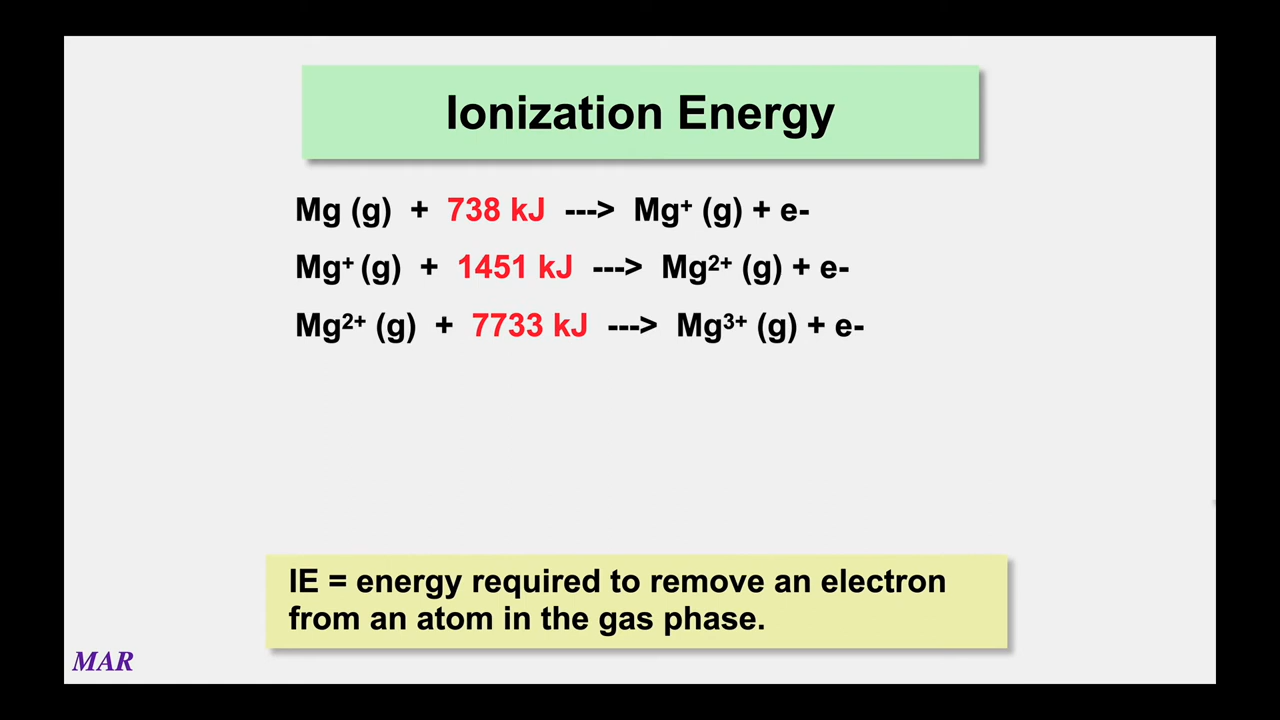 Ionization Energy
Mg (g) + 738 kJ ---> Mg⁺ (g) + e-
Mg⁺ (g) + 1451 kJ ---> Mg²⁺ (g) + e-
Mg²⁺ (g) + 7733 kJ ---> Mg³⁺ (g) + e-
IE = energy required to remove an electron
from an atom in the gas phase.
MAR